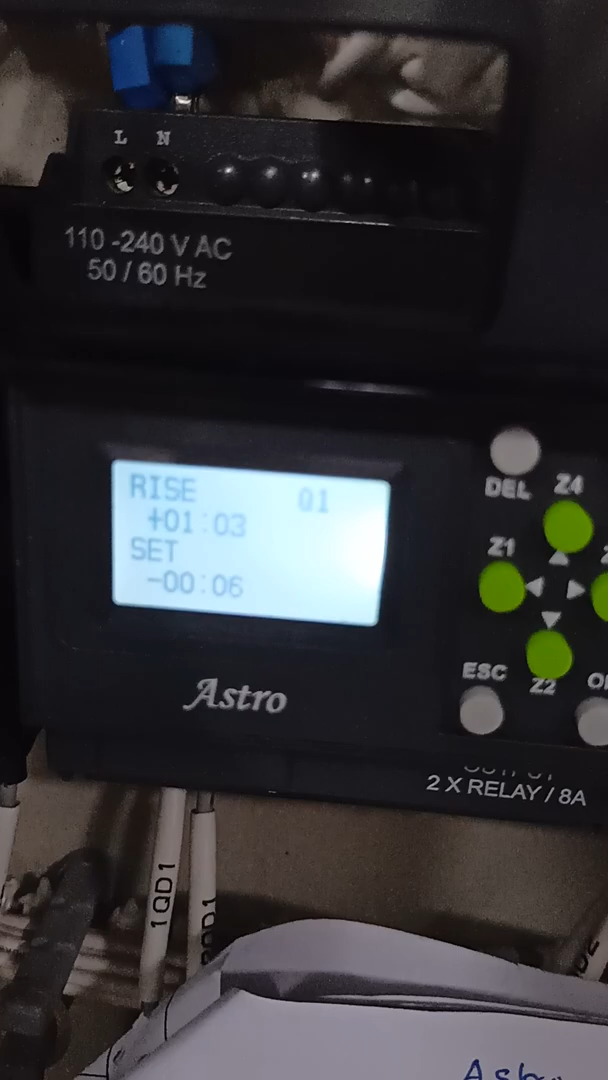 L N
110 -240 V AC
50 / 60 Hz
RISE Q1
+01:03
SET
-00:06
DEL
Z4
Z1
ESC
Z2
Astro
2 X RELAY / 8A
1QD1